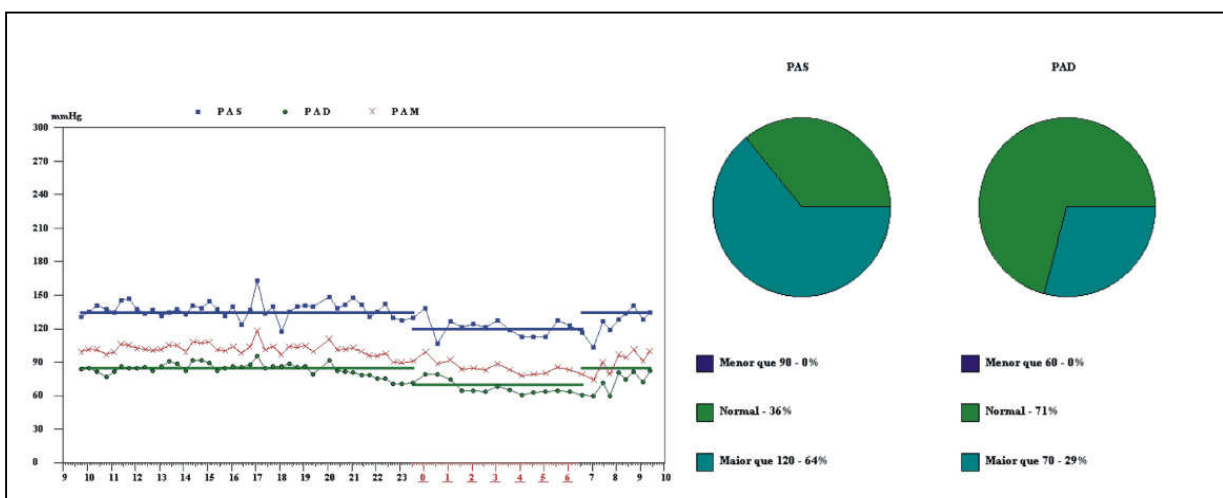 PAS
PAD
PAS
PAD
PAM
mmHg
300
270
240
210
180
150
120
90
60
30
0
9 10 11 12 13 14 15 16 17 18 19 20 21 22 23 0 1 2 3 4 5 6 7 8 9 10
Menor que 90 - 0%
Menor que 60 - 0%
Normal - 36%
Normal - 71%
Maior que 120 - 64%
Maior que 70 - 29%